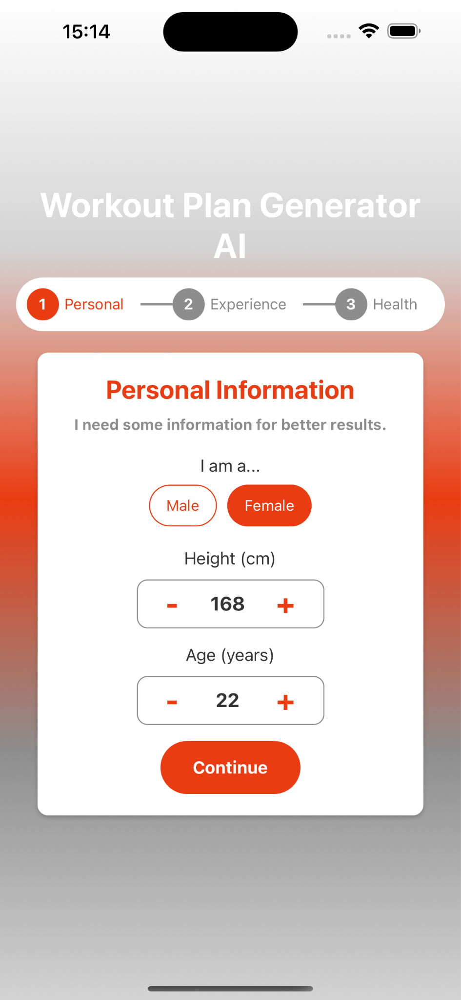 15:14
Workout Plan Generator
AI
1 Personal 2 Experience 3 Health
Personal Information
I need some information for better results.
I am a...
Male Female
Height (cm)
- 168 +
Age (years)
- 22 +
Continue